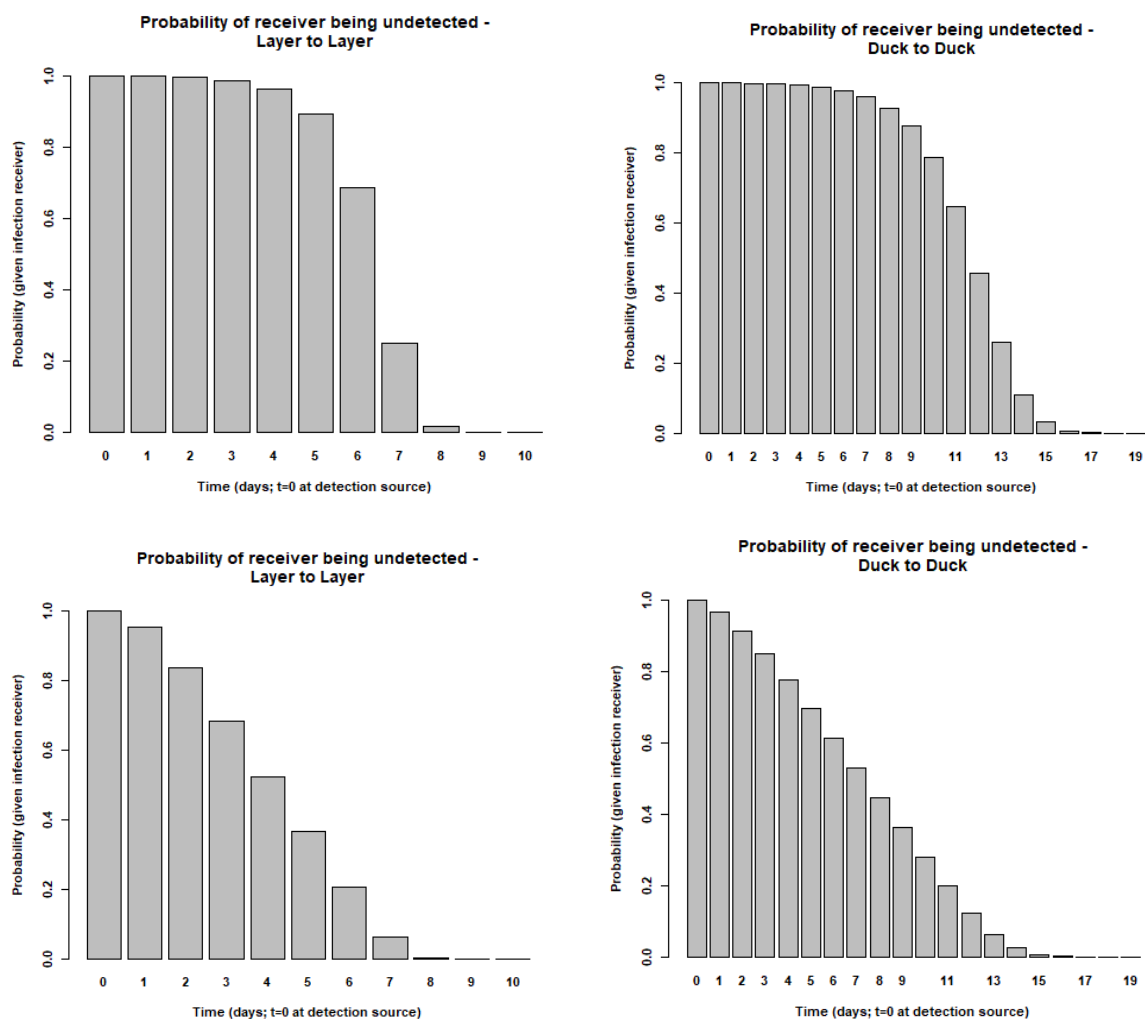 Probability of receiver being undetected -
Layer to Layer
Probability (given infection receiver)
1.0
0.8
0.6
0.4
0.2
0.0
0 1 2 3 4 5 6 7 8 9 10
Time (days; t=0 at detection source)
Probability of receiver being undetected -
Duck to Duck
Probability (given infection receiver)
1.0
0.8
0.6
0.4
0.2
0.0
0 1 2 3 4 5 6 7 8 9 11 13 15 17 19
Time (days; t=0 at detection source)
Probability of receiver being undetected -
Layer to Layer
Probability (given infection receiver)
1.0
0.8
0.6
0.4
0.2
0.0
0 1 2 3 4 5 6 7 8 9 10
Time (days; t=0 at detection source)
Probability of receiver being undetected -
Duck to Duck
Probability (given infection receiver)
1.0
0.8
0.6
0.4
0.2
0.0
0 1 2 3 4 5 6 7 8 9 11 13 15 17 19
Time (days; t=0 at detection source)